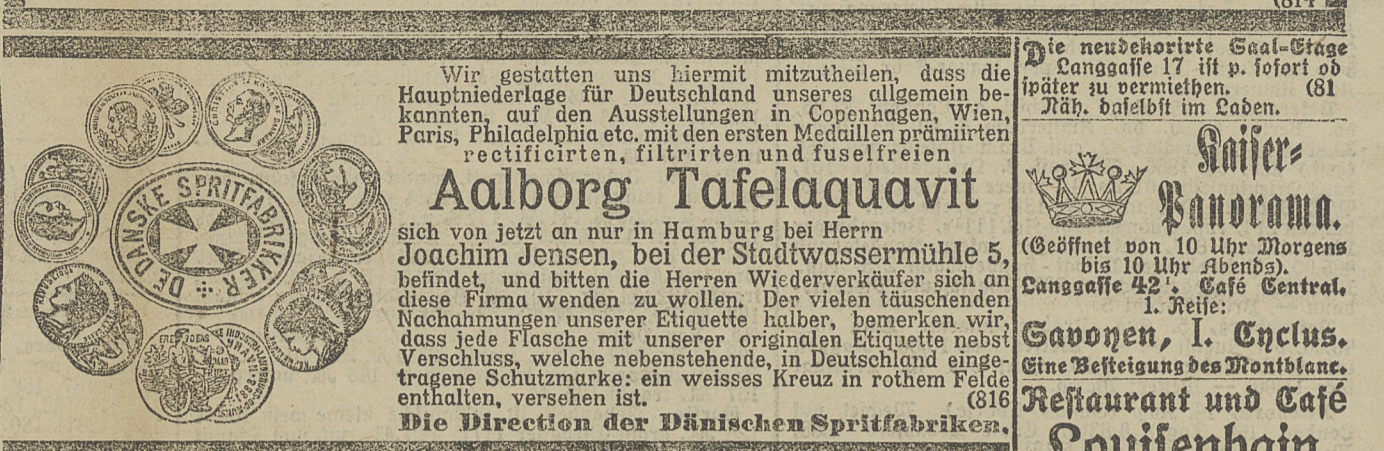 (814
DE DANSKE SPRITFABRIKKER
Wir gestatten uns hiermit mitzutheilen, dass die
Hauptniederlage für Deutschland unseres allgemein be-
kannten, auf den Ausstellungen in Copenhagen, Wien,
Paris, Philadelphia etc. mit den ersten Medaillen prämiirten
rectificirten, filtrirten und fuselfreien
Aalborg Tafelaquavit
sich von jetzt an nur in Hamburg bei Herrn
Joachim Jensen, bei der Stadtwassermühle 5,
befindet, und bitten die Herren Wiederverkäufer sich an
diese Firma wenden zu wollen. Der vielen täuschenden
Nachahmungen unserer Etiquette halber, bemerken wir,
dass jede Flasche mit unserer originalen Etiquette nebst
Verschluss, welche nebenstehende, in Deutschland einge-
tragene Schutzmarke: ein weisses Kreuz in rothem Felde
enthalten, versehen ist. (816
Die Direction der Dänischen Spritfabriken.
Die neudekorirte Saal-Etage
Langgasse 17 ist p. sofort od
später zu vermiethen. (81
Näh. daselbst im Laden.
Kaiser-
Panorama.
(Geöffnet von 10 Uhr Morgens
bis 10 Uhr Abends).
Langgasse 42¹. Café Central.
1. Reise:
Savoyen, I. Cyclus.
Eine Besteigung des Montblanc.
Restaurant und Café
Louisenhain